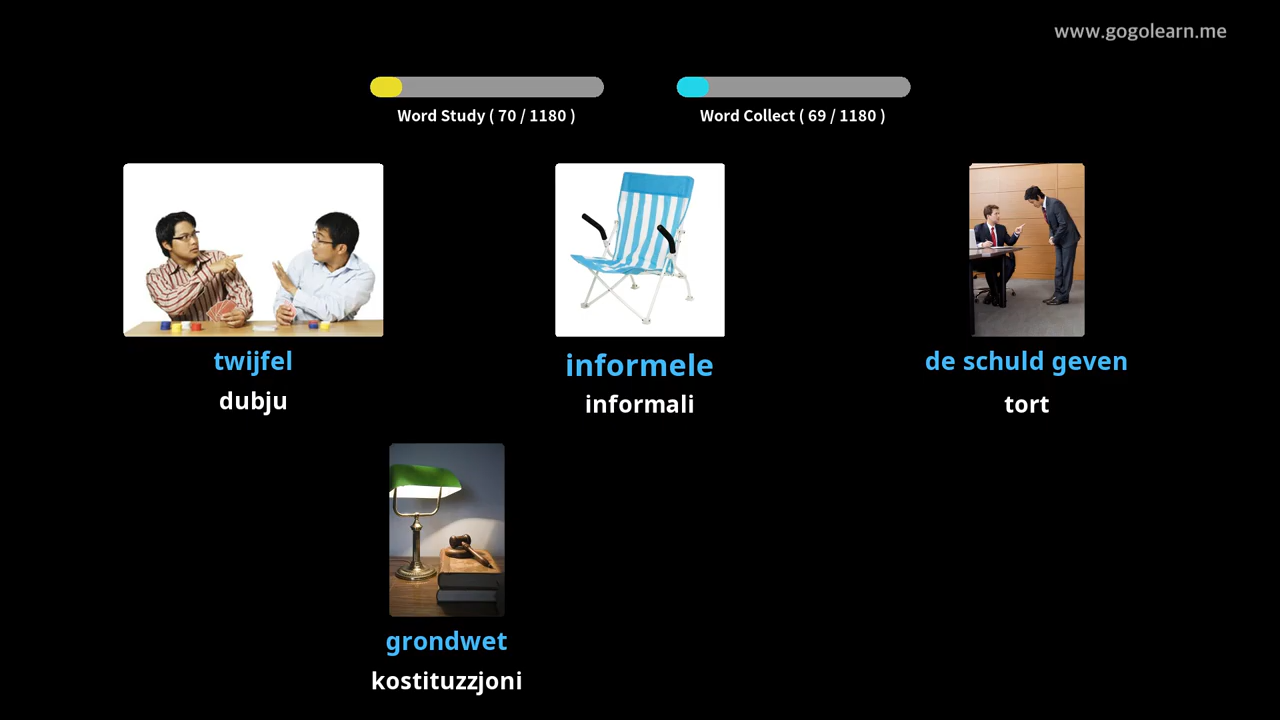 www.gogolearn.me
Word Study ( 70 / 1180 )
Word Collect ( 69 / 1180 )
twijfel
dubju
informele
informali
de schuld geven
tort
grondwet
kostituzzjoni